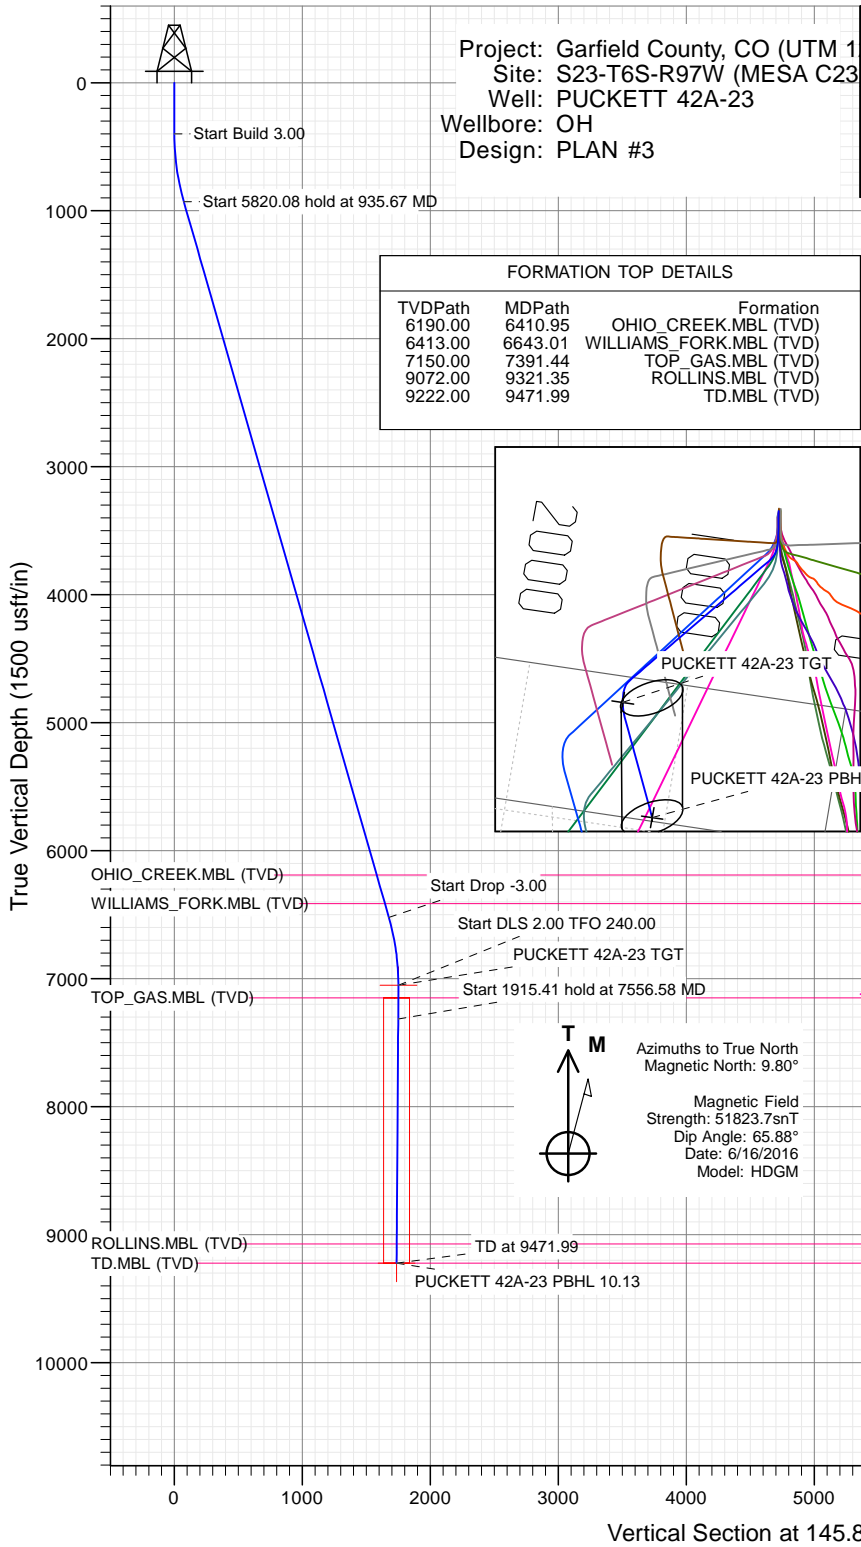 Project: Garfield County, CO (UTM 1
Site: S23-T6S-R97W (MESA C23
Well: PUCKETT 42A-23
Wellbore: OH
Design: PLAN #3
0
Start Build 3.00
Start 5820.08 hold at 935.67 MD
1000
FORMATION TOP DETAILS
TVDPath MDPath Formation
6190.00 6410.95 OHIO_CREEK.MBL (TVD)
6413.00 6643.01 WILLIAMS_FORK.MBL (TVD)
7150.00 7391.44 TOP_GAS.MBL (TVD)
9072.00 9321.35 ROLLINS.MBL (TVD)
9222.00 9471.99 TD.MBL (TVD)
2000
3000
2000
4000
PUCKETT 42A-23 TGT
PUCKETT 42A-23 PBH
5000
6000
True Vertical Depth (1500 usft/in)
OHIO_CREEK.MBL (TVD)
Start Drop -3.00
WILLIAMS_FORK.MBL (TVD)
Start DLS 2.00 TFO 240.00
PUCKETT 42A-23 TGT
7000
Start 1915.41 hold at 7556.58 MD
TOP_GAS.MBL (TVD)
T
M
Azimuths to True North
Magnetic North: 9.80°
Magnetic Field
Strength: 51823.7snT
Dip Angle: 65.88°
Date: 6/16/2016
Model: HDGM
8000
9000
ROLLINS.MBL (TVD)
TD at 9471.99
TD.MBL (TVD)
PUCKETT 42A-23 PBHL 10.13
10000
0 1000 2000 3000 4000 5000
Vertical Section at 145.8